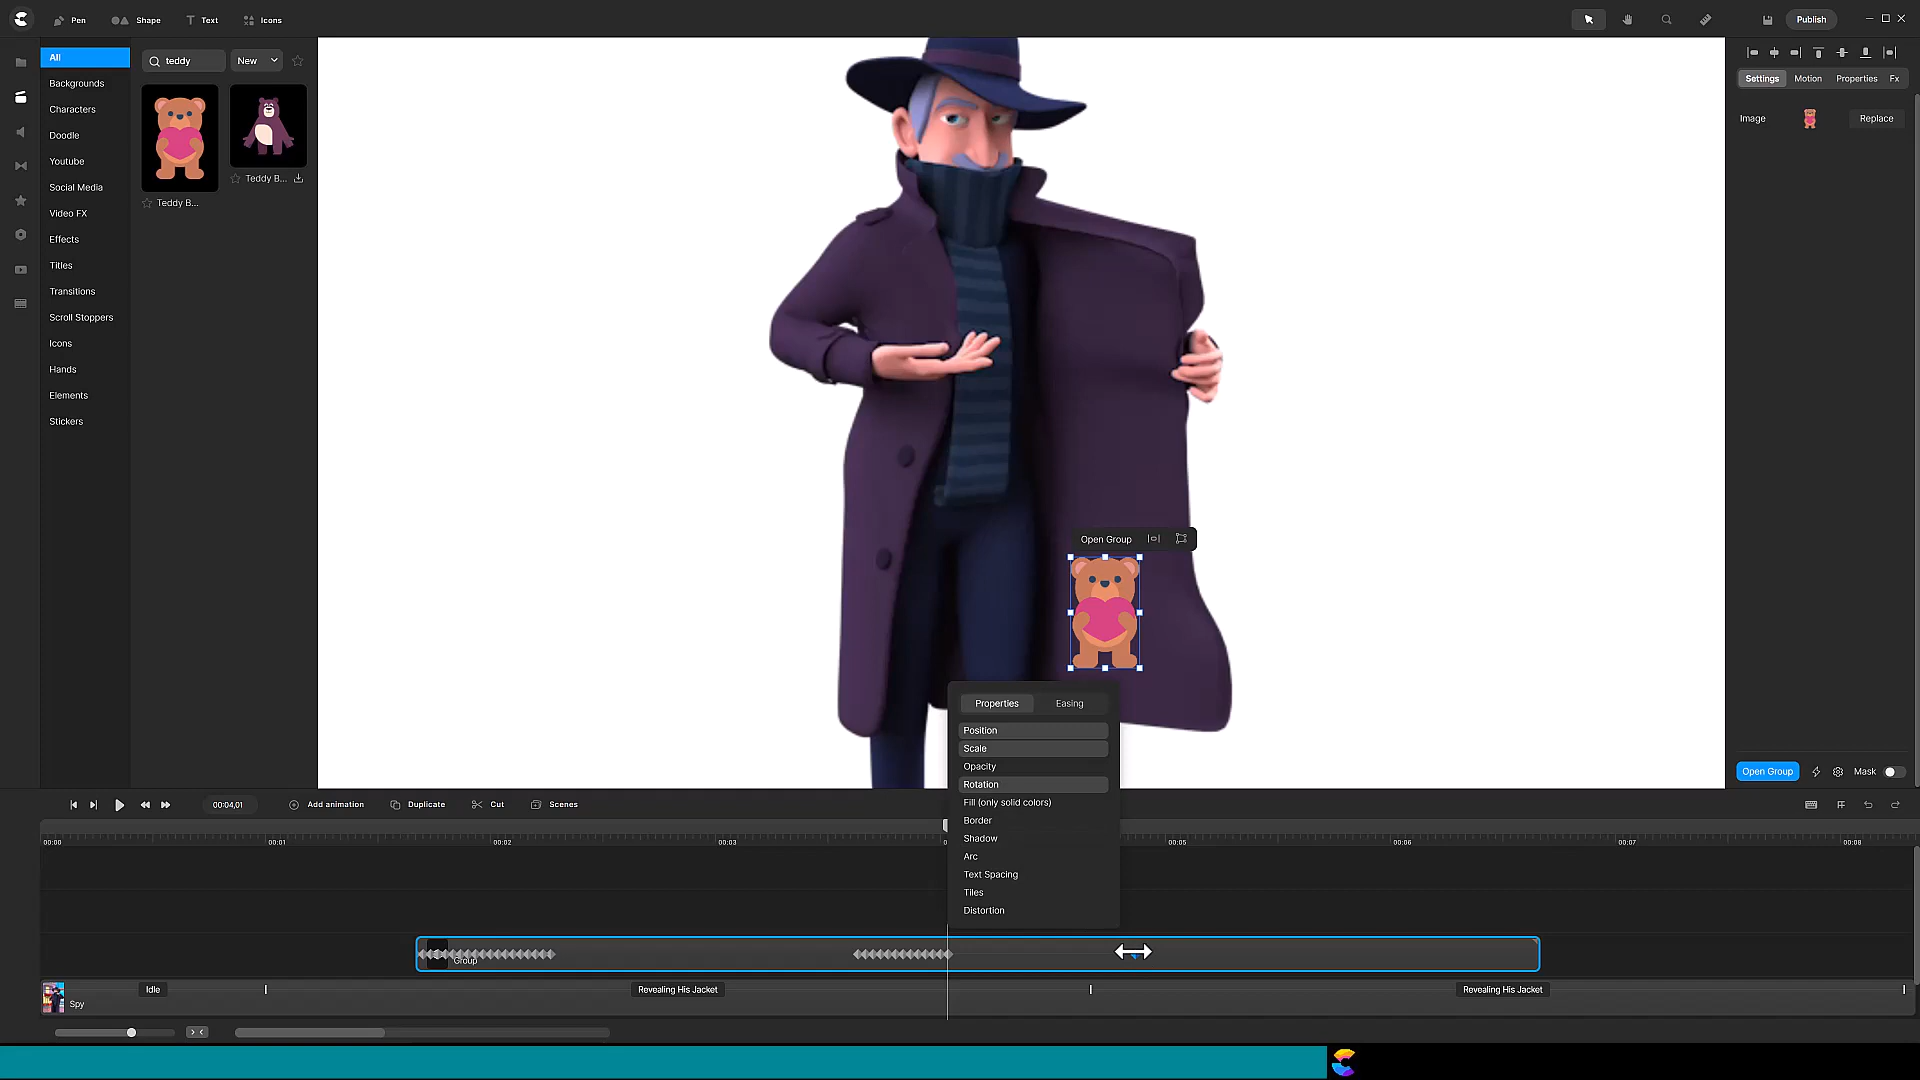 Pen
Shape
Text
Icons
Publish
All
Backgrounds
Characters
Doodle
Youtube
Social Media
Video FX
Effects
Titles
Transitions
Scroll Stoppers
Icons
Hands
Elements
Stickers
teddy
New
Teddy B...
Teddy B...
Settings
Motion
Properties
Fx
Image
Replace
Open Group
Properties
Easing
Position
Scale
Opacity
Rotation
Fill (only solid colors)
Border
Shadow
Arc
Text Spacing
Tiles
Distortion
Open Group
Mask
00:04,01
Add animation
Duplicate
Cut
Scenes
00:00
00:01
00:02
00:03
00:05
00:06
00:07
00:08
Group
Spy
Idle
Revealing His Jacket
Revealing His Jacket